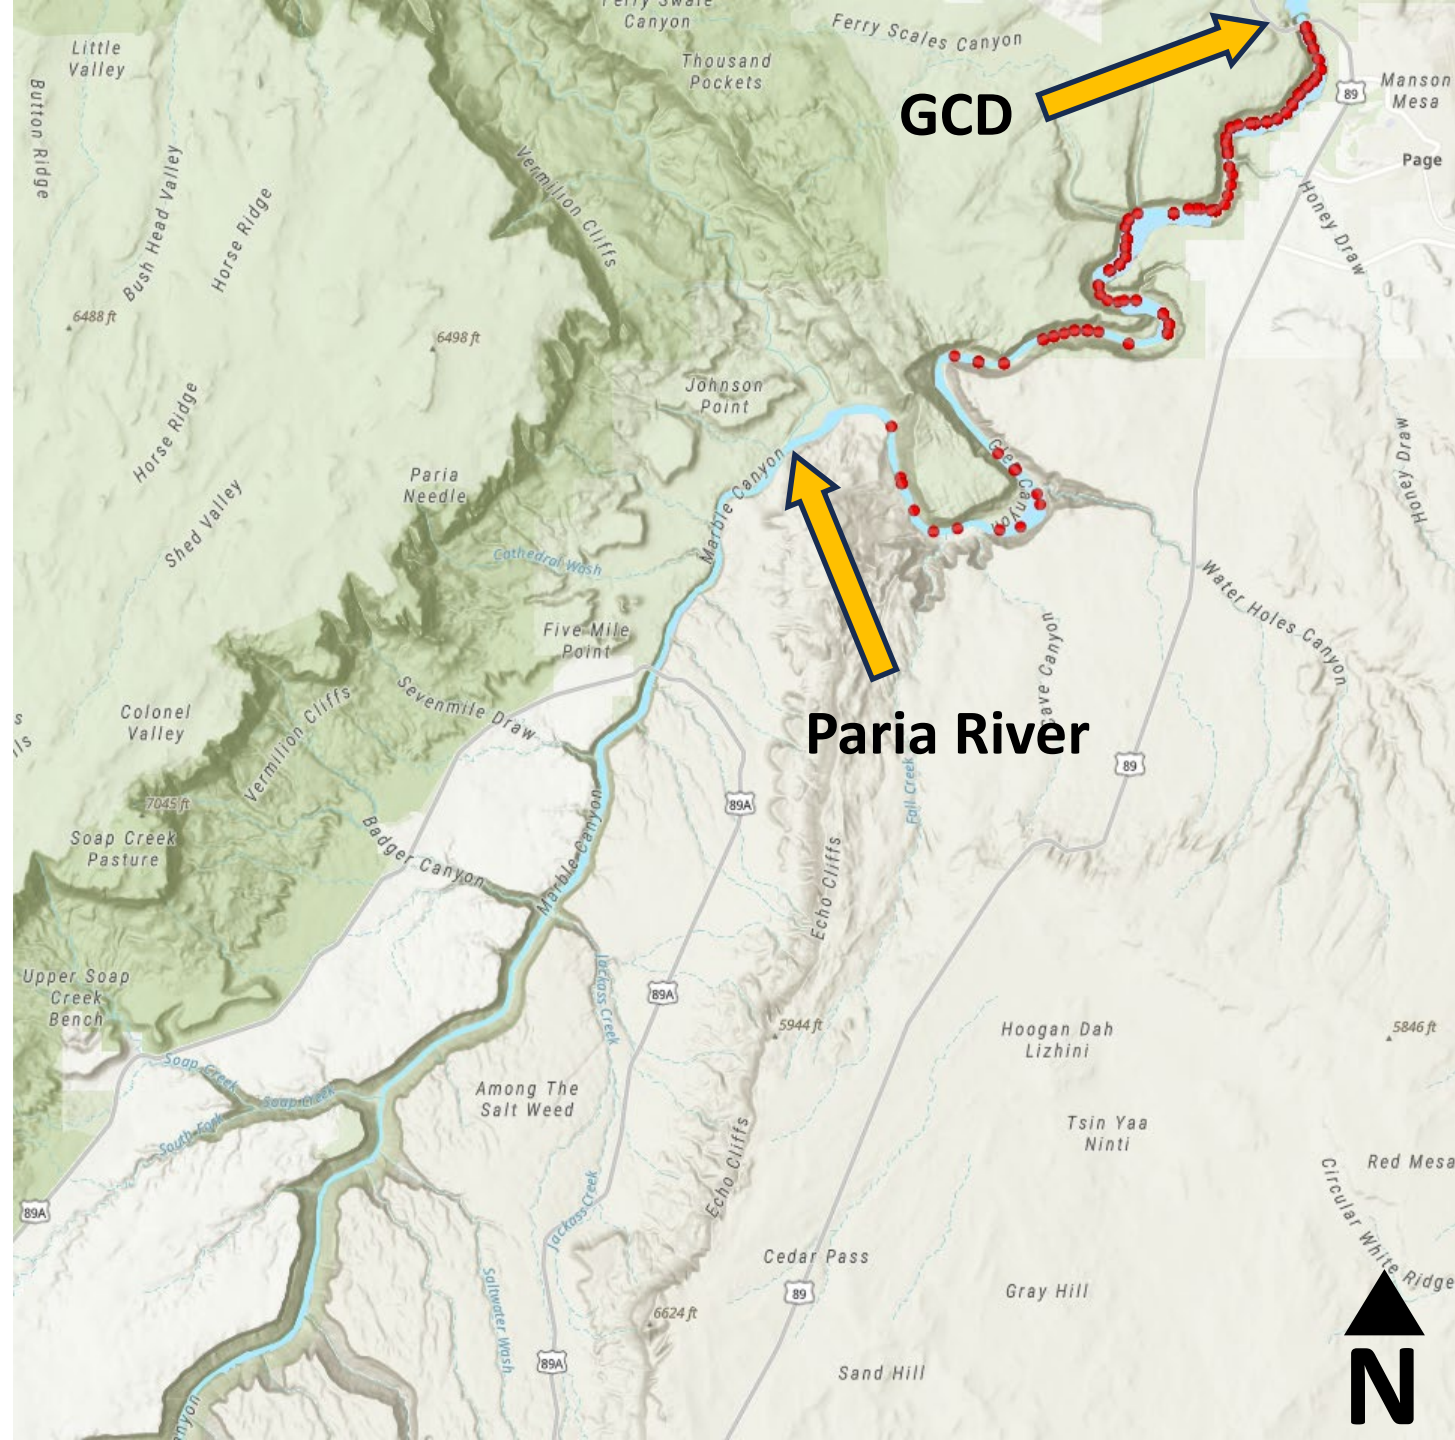 Ferry Swale
Canyon
Ferry Scales Canyon
Little
Valley
Thousand
Pockets
Button Ridge
GCD
89
Manson
Mesa
Page
Bush Head Valley
Horse Ridge
Vermilion Cliffs
Honey Draw
6488 ft
6498 ft
Johnson
Point
Horse Ridge
Honey Draw
Paria
Needle
Glen Canyon
Marble Canyon
Shed Valley
Cathedral Wash
Water Holes Canyon
Five Mile
Point
Cave Canyon
Sevenmile Draw
Colonel
Valley
Vermilion Cliffs
Paria River
89
Fall Creek
7045 ft
89A
Soap Creek
Pasture
Badger Canyon
Marble Canyon
Echo Cliffs
Upper Soap
Creek
Bench
Jackass Creek
89A
5944 ft
Hoogan Dah
Lizhini
5846 ft
Soap Creek
Soap Creek
South Fork
Among The
Salt Weed
Tsin Yaa
Ninti
Echo Cliffs
Red Mesa
Circular White Ridge
89A
Jackass Creek
Cedar Pass
89
Gray Hill
Saltwater Wash
6624 ft
89A
Sand Hill
N